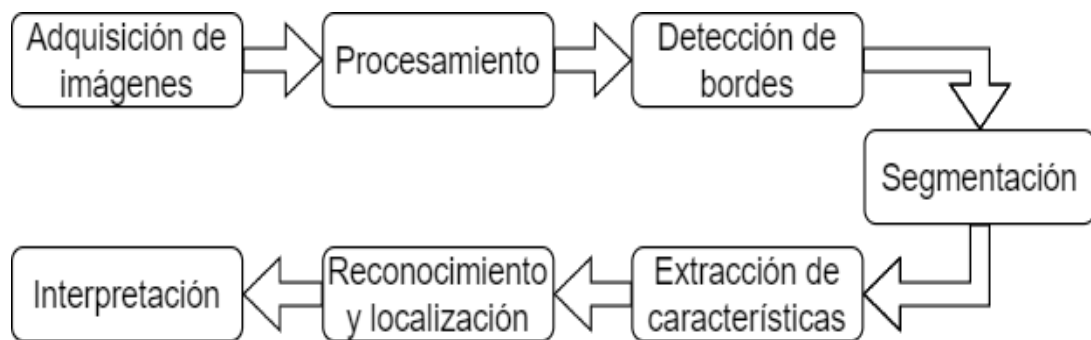 Adquisición de
imágenes
Procesamiento
Detección de
bordes
Segmentación
Extracción de
características
Reconocimiento
y localización
Interpretación